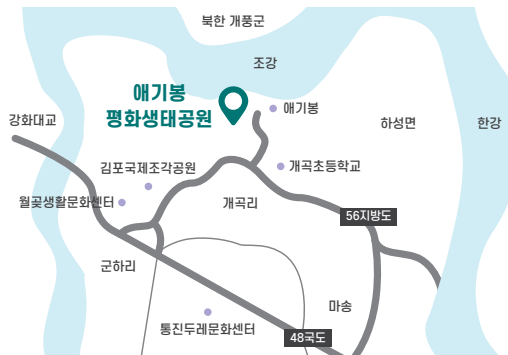 북한 개풍군
조강
애기봉
평화생태공원
애기봉
강화대교
하성면
한강
김포국제조각공원
개곡초등학교
월곶생활문화센터
개곡리
56지방도
군하리
마송
통진두레문화센터
48국도